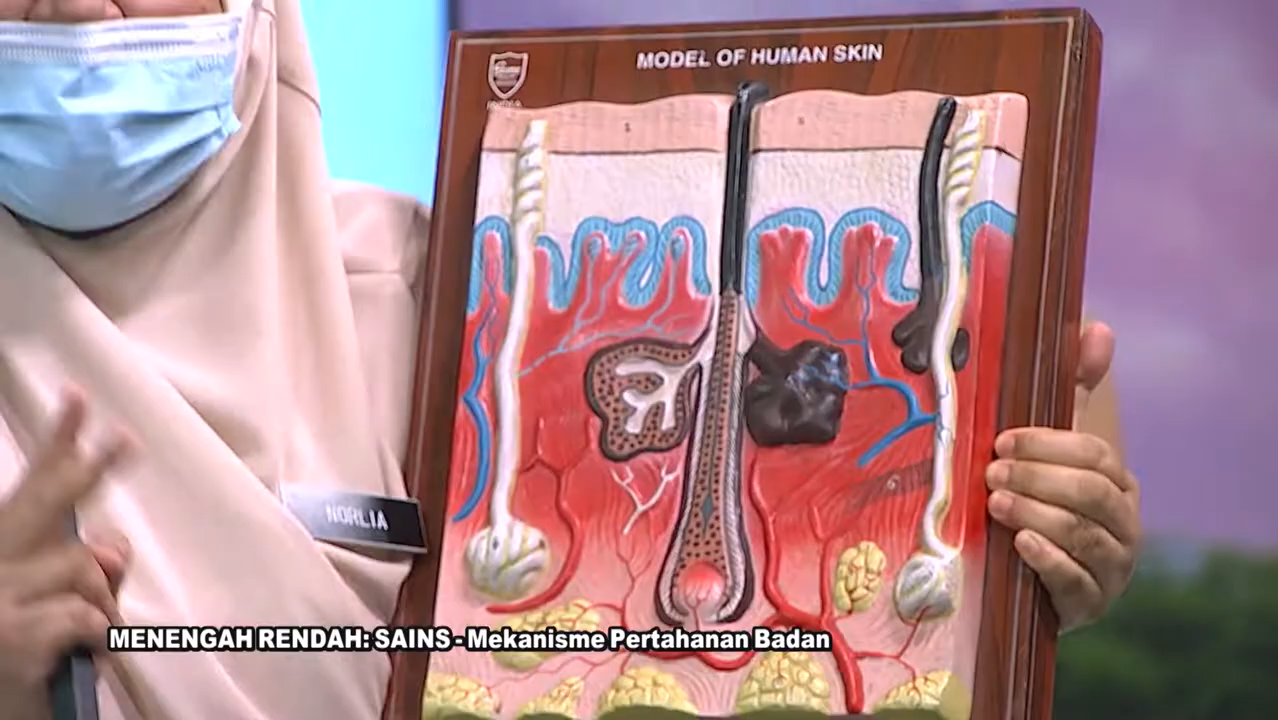 MODEL OF HUMAN SKIN
NORLIA
MENENGAH RENDAH: SAINS - Mekanisme Pertahanan Badan